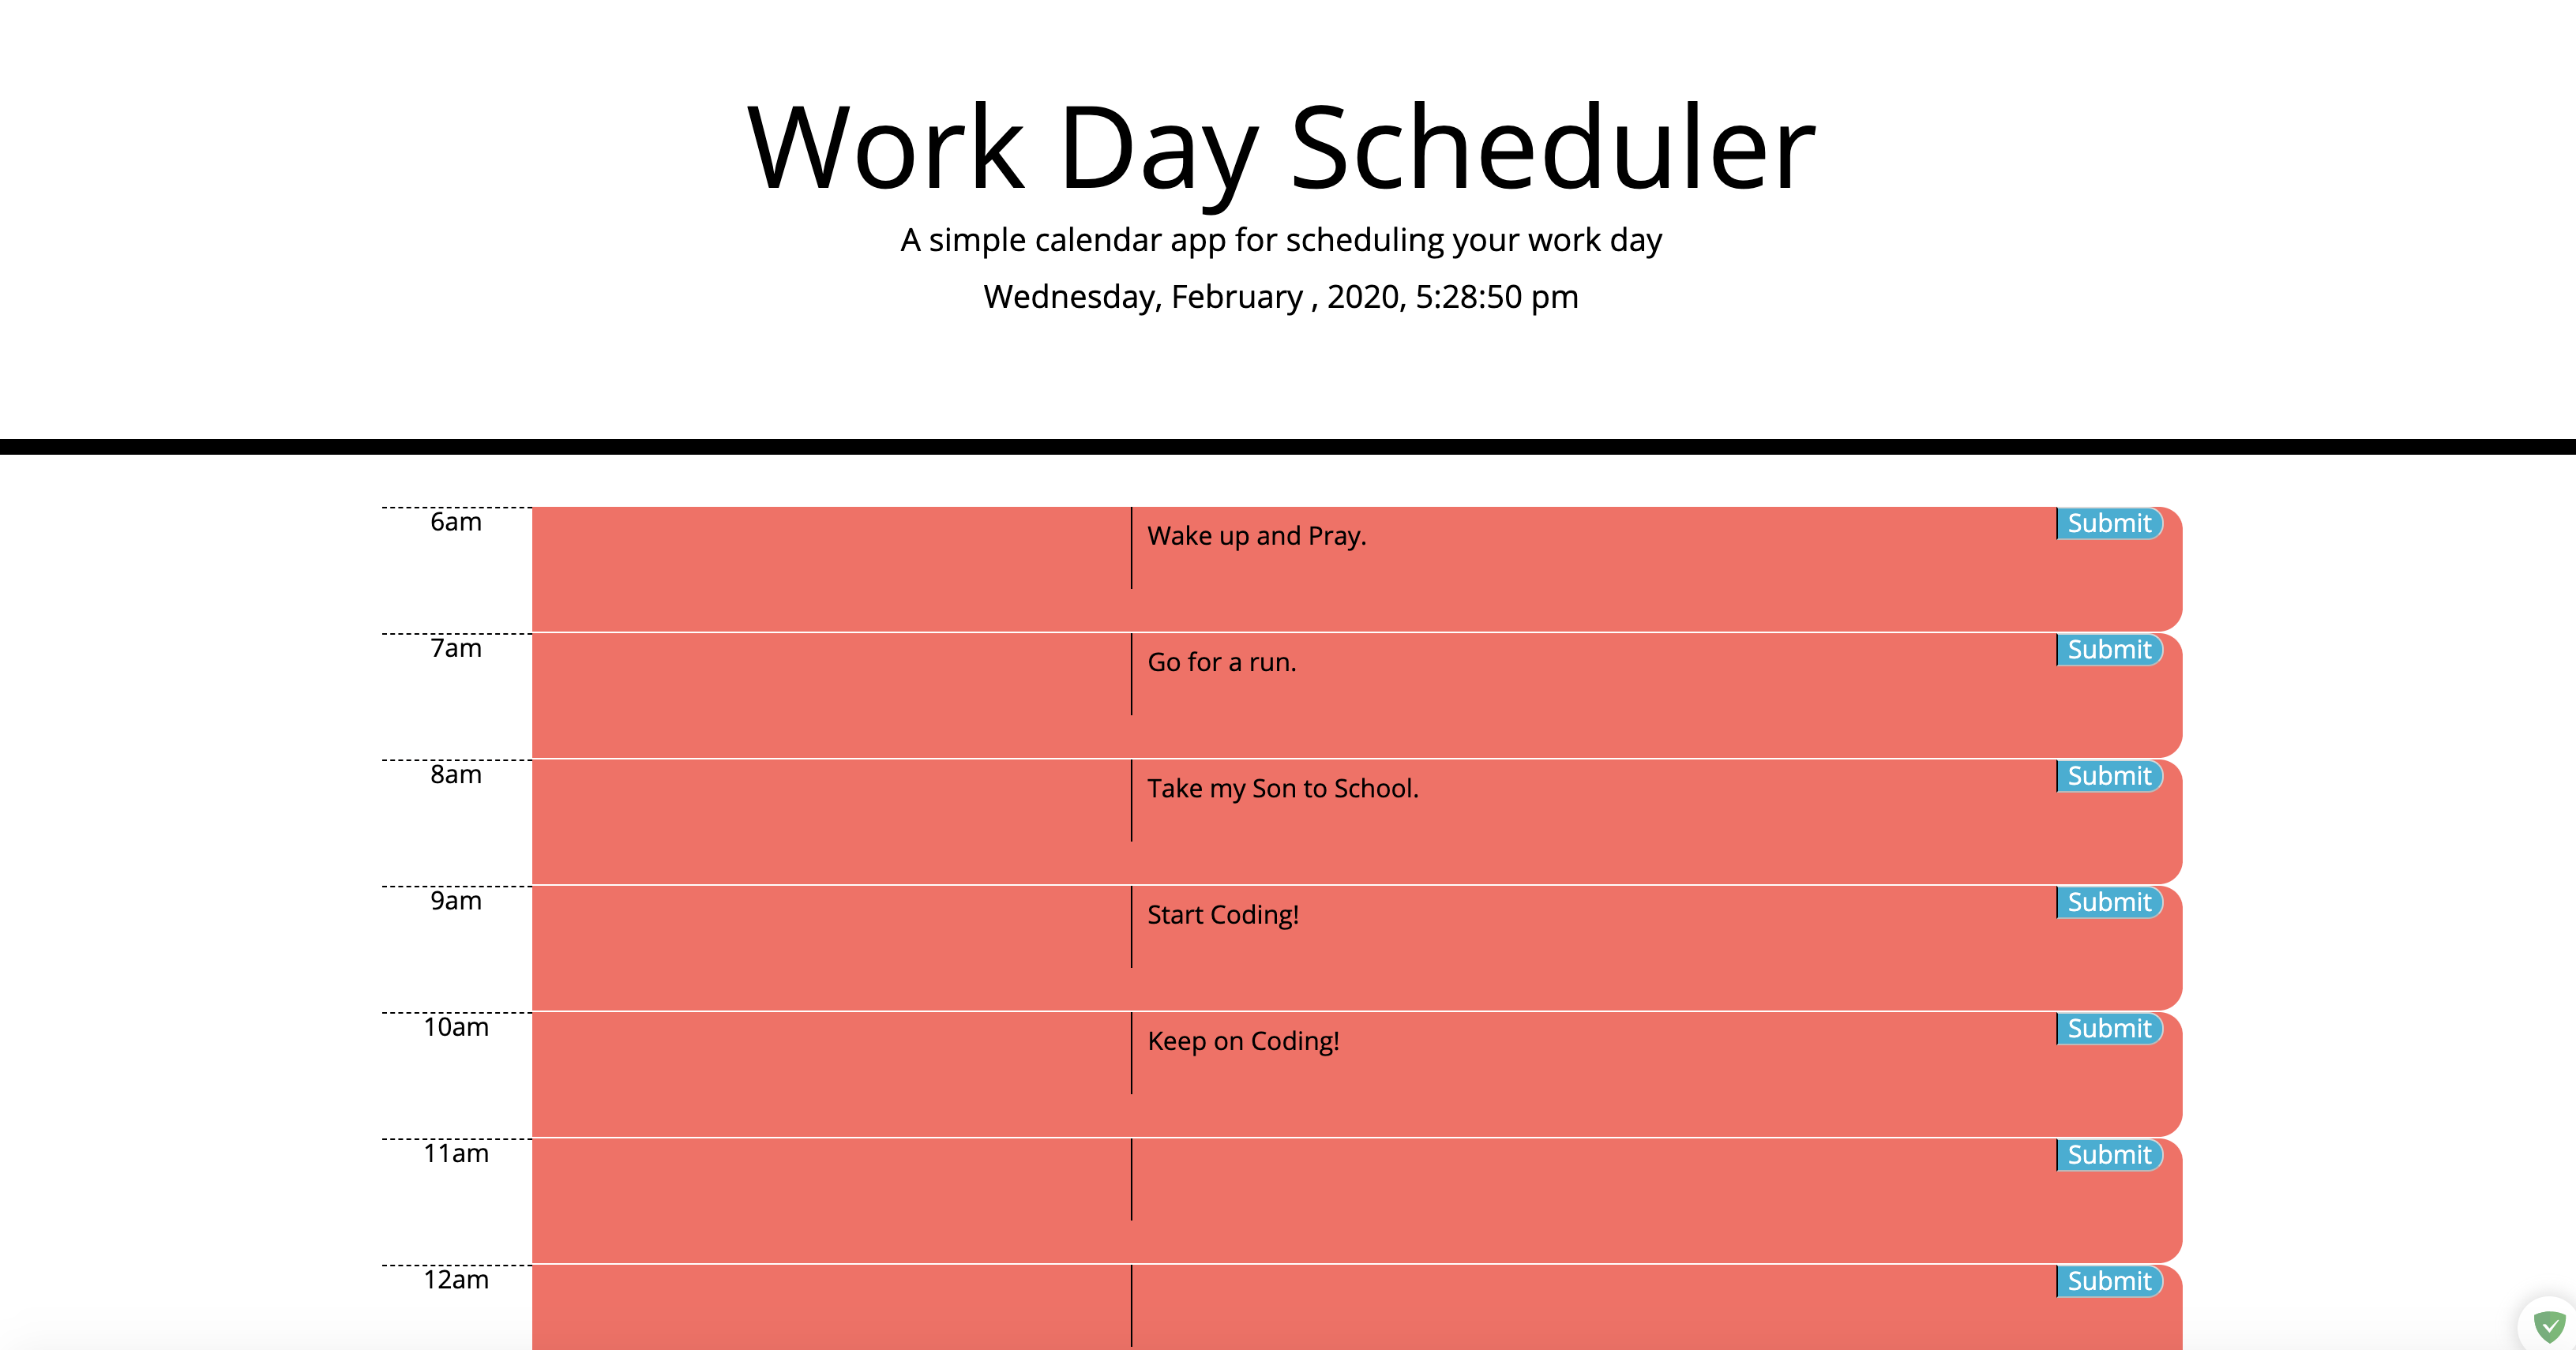 Work Day Scheduler
A simple calendar app for scheduling your work day
Wednesday, February , 2020, 5:28:50 pm
6am Wake up and Pray. Submit
7am Go for a run. Submit
8am Take my Son to School. Submit
9am Start Coding! Submit
10am Keep on Coding! Submit
11am Submit
12am Submit